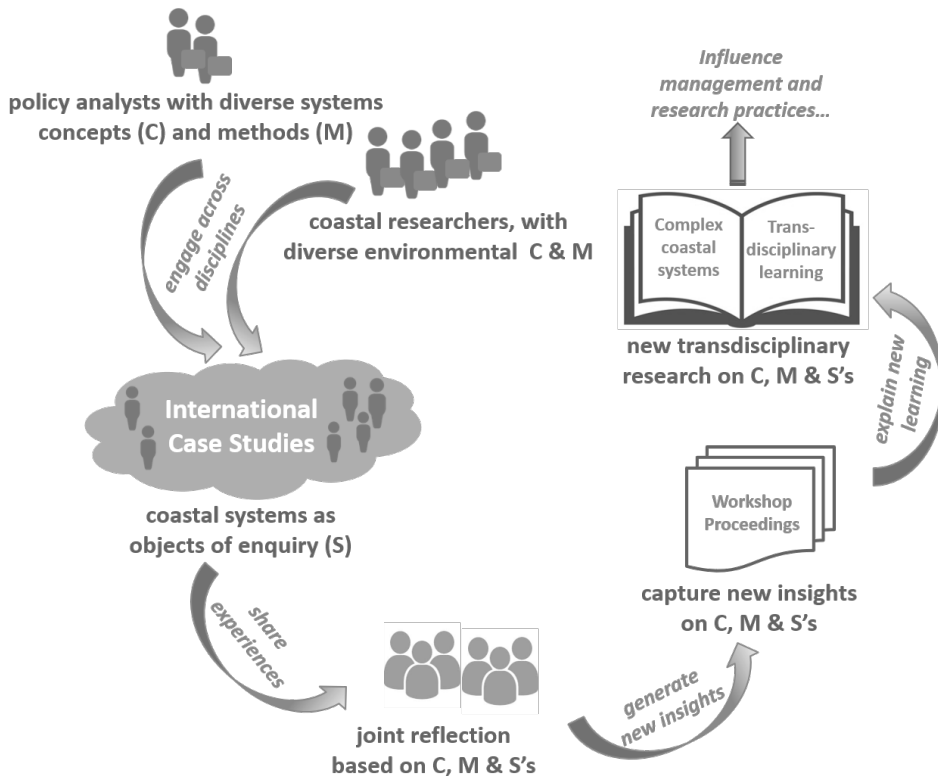 policy analysts with diverse systems
concepts (C) and methods (M)
coastal researchers, with
diverse environmental C & M
engage across
disciplines
International
Case Studies
coastal systems as
objects of enquiry (S)
share
experiences
joint reflection
based on C, M & S's
generate
new insights
Workshop
Proceedings
capture new insights
on C, M & S's
explain new
learning
Complex
coastal
systems
Trans-
disciplinary
learning
new transdisciplinary
research on C, M & S's
Influence
management and
research practices...